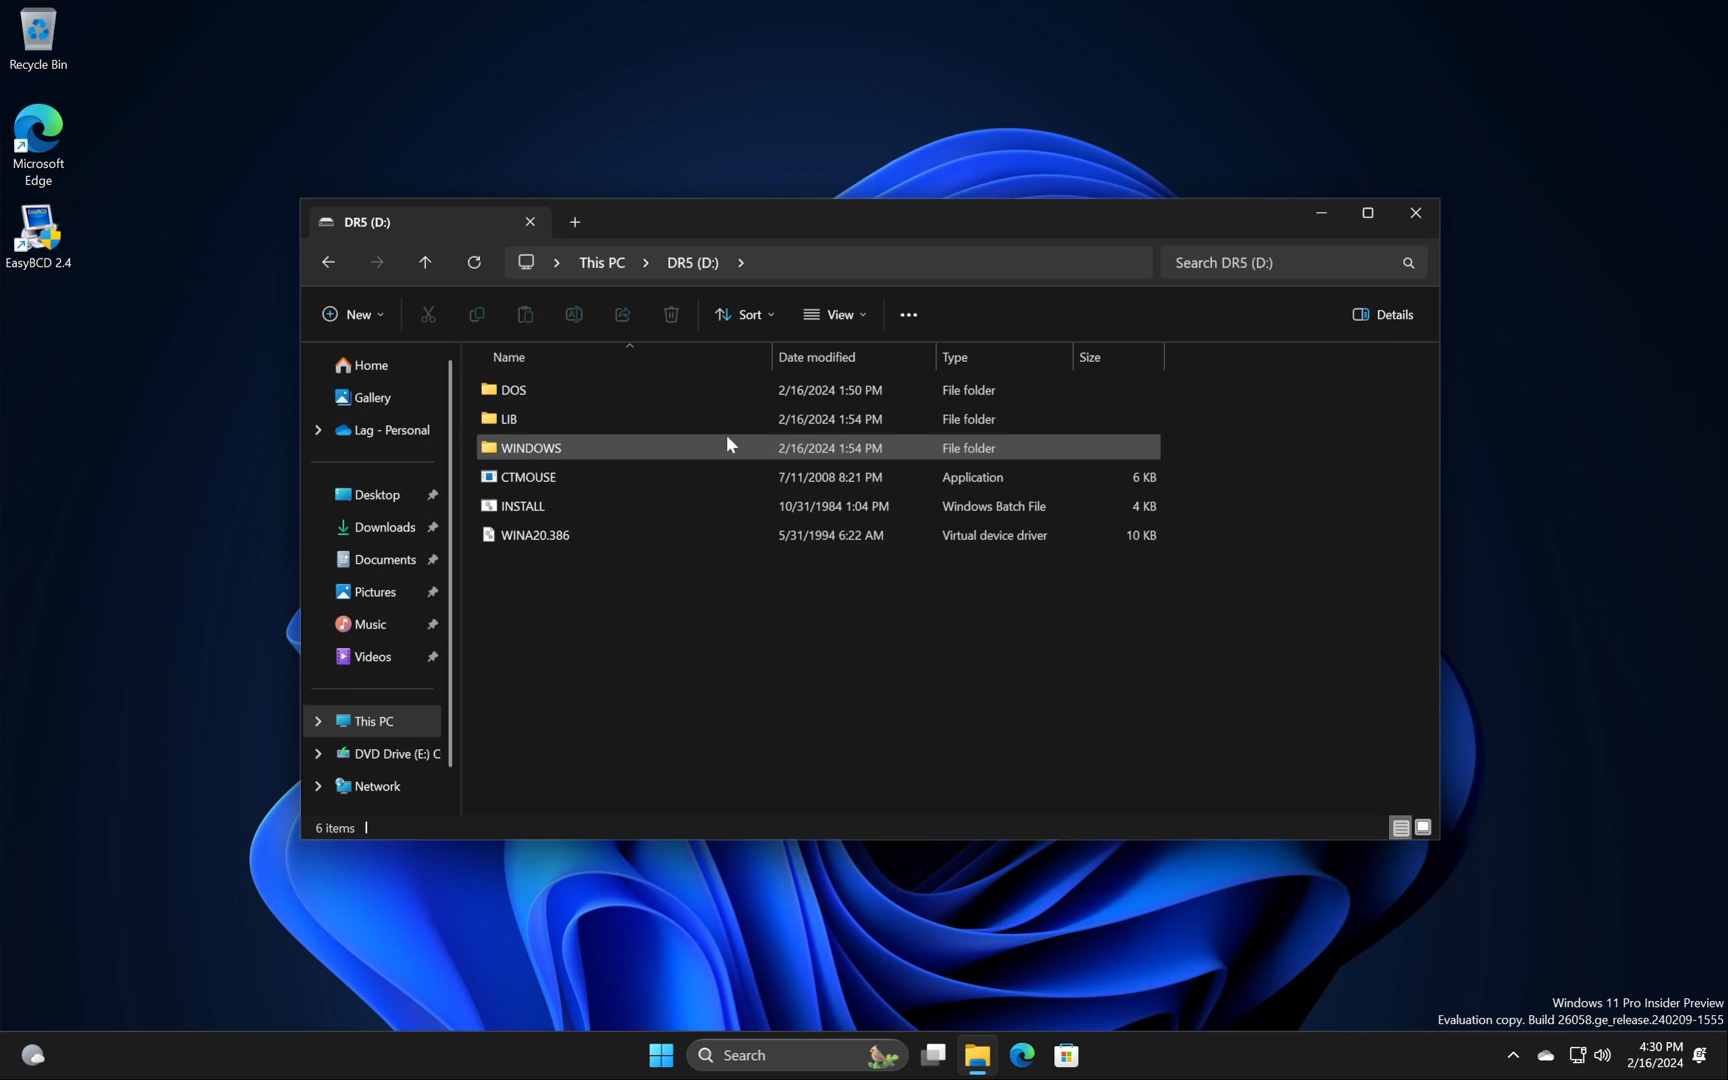 Recycle Bin
Microsoft
Edge
EasyBCD
EasyBCD 2.4
DR5 (D:)
This PC
DR5 (D:)
Search DR5 (D:)
New
Sort
View
Details
Home
Gallery
Lag - Personal
Desktop
Downloads
Documents
Pictures
Music
Videos
This PC
DVD Drive (E:) C
Network
Name Date modified Type Size
DOS 2/16/2024 1:50 PM File folder
LIB 2/16/2024 1:54 PM File folder
WINDOWS 2/16/2024 1:54 PM File folder
CTMOUSE 7/11/2008 8:21 PM Application 6 KB
INSTALL 10/31/1984 1:04 PM Windows Batch File 4 KB
WINA20.386 5/31/1994 6:22 AM Virtual device driver 10 KB
6 items
Windows 11 Pro Insider Preview
Evaluation copy. Build 26058.ge_release.240209-1555
Search
4:30 PM
2/16/2024